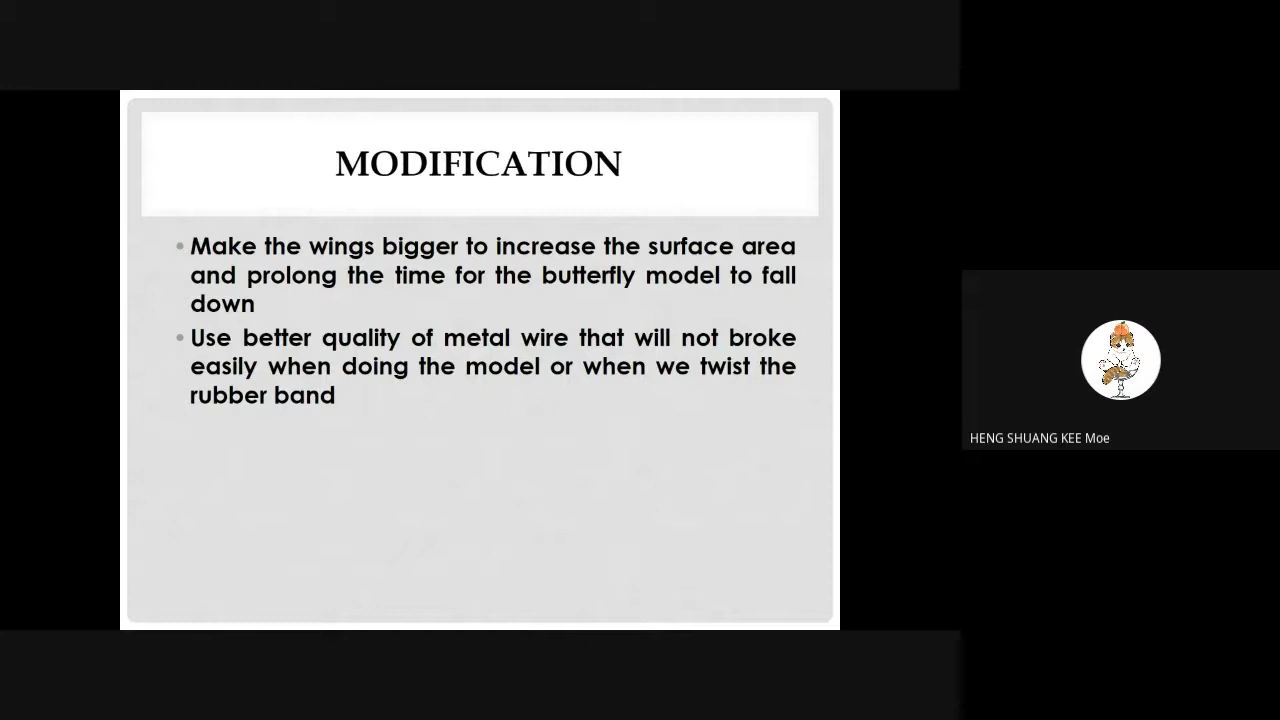 MODIFICATION
• Make the wings bigger to increase the surface area
and prolong the time for the butterfly model to fall
down
• Use better quality of metal wire that will not broke
easily when doing the model or when we twist the
rubber band
HENG SHUANG KEE Moe